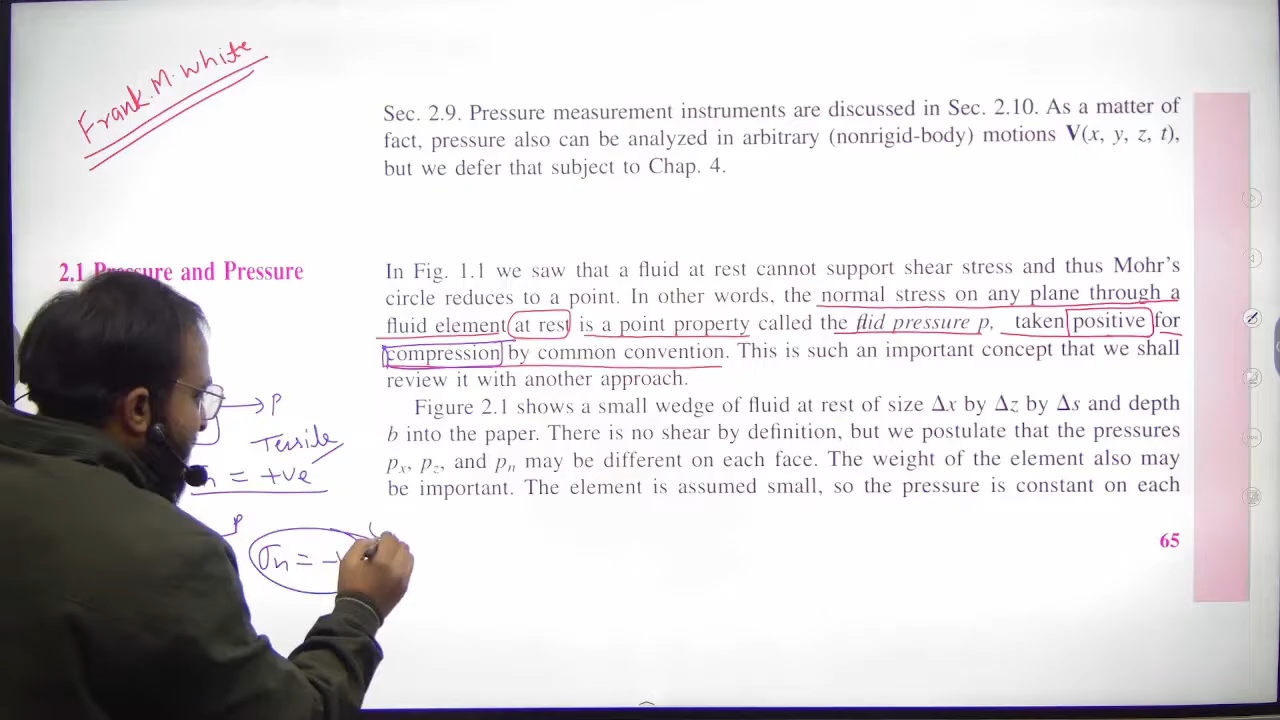 Frank.M.White
Sec. 2.9. Pressure measurement instruments are discussed in Sec. 2.10. As a matter of
fact, pressure also can be analyzed in arbitrary (nonrigid-body) motions V(x, y, z, t),
but we defer that subject to Chap. 4.
2.1 Pressure and Pressure
In Fig. 1.1 we saw that a fluid at rest cannot support shear stress and thus Mohr's
circle reduces to a point. In other words, the normal stress on any plane through a
fluid element at rest is a point property called the flid pressure p, taken positive for
compression by common convention. This is such an important concept that we shall
review it with another approach.
Figure 2.1 shows a small wedge of fluid at rest of size Δx by Δz by Δs and depth
b into the paper. There is no shear by definition, but we postulate that the pressures
px, pz, and pn may be different on each face. The weight of the element also may
be important. The element is assumed small, so the pressure is constant on each
P
Tensile
n = +ve
P
σn = -
65